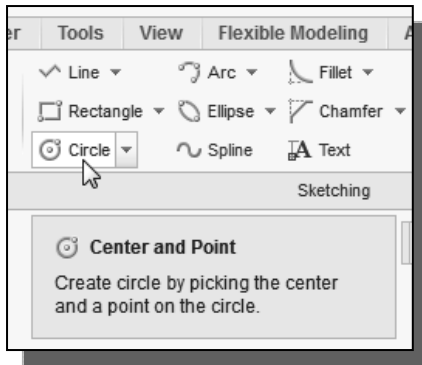 er Tools View Flexible Modeling A
Line Arc Fillet
Rectangle Ellipse Chamfer
Circle Spline A Text
Sketching
Center and Point
Create circle by picking the center
and a point on the circle.